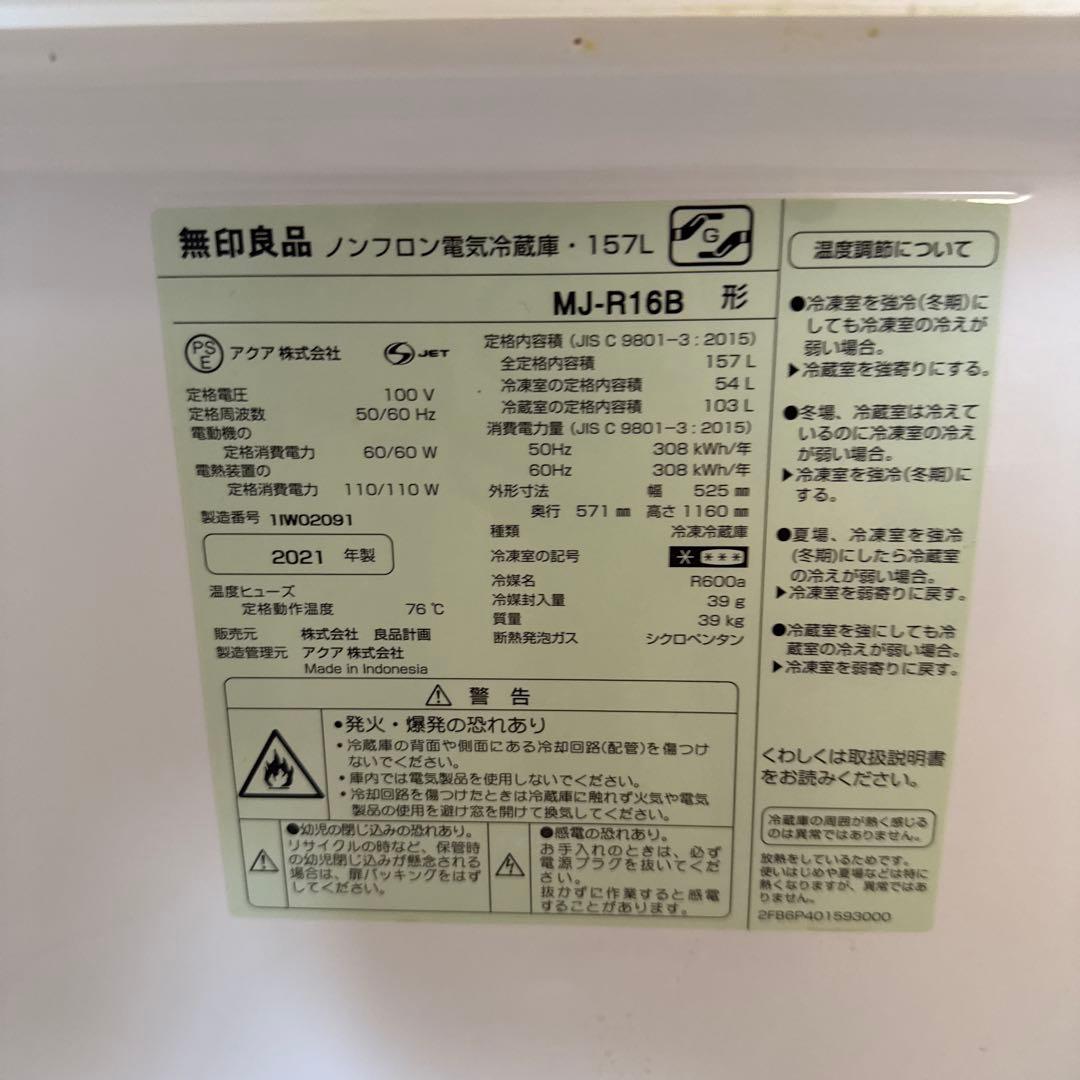 無印良品 ノンフロン電気冷蔵庫・157L G
MJ-R16B 形
PSE アクア株式会社 S JET
定格電圧 100 V
定格周波数 50/60 Hz
電動機の
定格消費電力 60/60 W
電熱装置の
定格消費電力 110/110 W
製造番号 1IW02091
2021 年製
温度ヒューズ
定格動作温度 76 ℃
販売元 株式会社 良品計画
製造管理元 アクア株式会社
Made in Indonesia
定格内容積 (JIS C 9801-3 : 2015)
全定格内容積 157 L
冷凍室の定格内容積 54 L
冷蔵室の定格内容積 103 L
消費電力量 (JIS C 9801-3 : 2015)
50Hz 308 kWh/年
60Hz 308 kWh/年
外形寸法 幅 525 ㎜
奥行 571 ㎜ 高さ 1160 ㎜
種類 冷凍冷蔵庫
冷凍室の記号
冷媒名 R600a
冷媒封入量 39 g
質量 39 kg
断熱発泡ガス シクロペンタン
警告
・発火・爆発の恐れあり
・冷蔵庫の背面や側面にある冷却回路(配管)を傷つけ
ないでください。
・庫内では電気製品を使用しないでください。
・冷却回路を傷つけたときは冷蔵庫に触れず火気や電気
製品の使用を避け窓を開けて換気してください。
●幼児の閉じ込みの恐れあり。
リサイクルの時など、保管時
の幼児閉じ込みが懸念される
場合は、扉パッキングをはず
してください。
●感電の恐れあり。
お手入れのときは、必ず
電源プラグを抜いてくだ
さい。
抜かずに作業すると感電
することがあります。
温度調節について
●冷凍室を強冷(冬期)に
しても冷凍室の冷えが
弱い場合。
▶冷蔵室を強寄りにする。
●冬場、冷蔵室は冷えて
いるのに冷凍室の冷え
が弱い場合。
▶冷凍室を強冷(冬期)に
する。
●夏場、冷凍室を強冷
(冬期)にしたら冷蔵室
の冷えが弱い場合。
▶冷凍室を弱寄りに戻す。
●冷蔵室を強にしても冷
蔵室の冷えが弱い場合。
▶冷凍室を弱寄りに戻す。
くわしくは取扱説明書
をお読みください。
冷蔵庫の周囲が熱く感じる
のは異常ではありません。
放熱をしているためです。
使いはじめや夏場などは特に
熱くなりますが、異常ではあ
りません。
2FB6P401593000